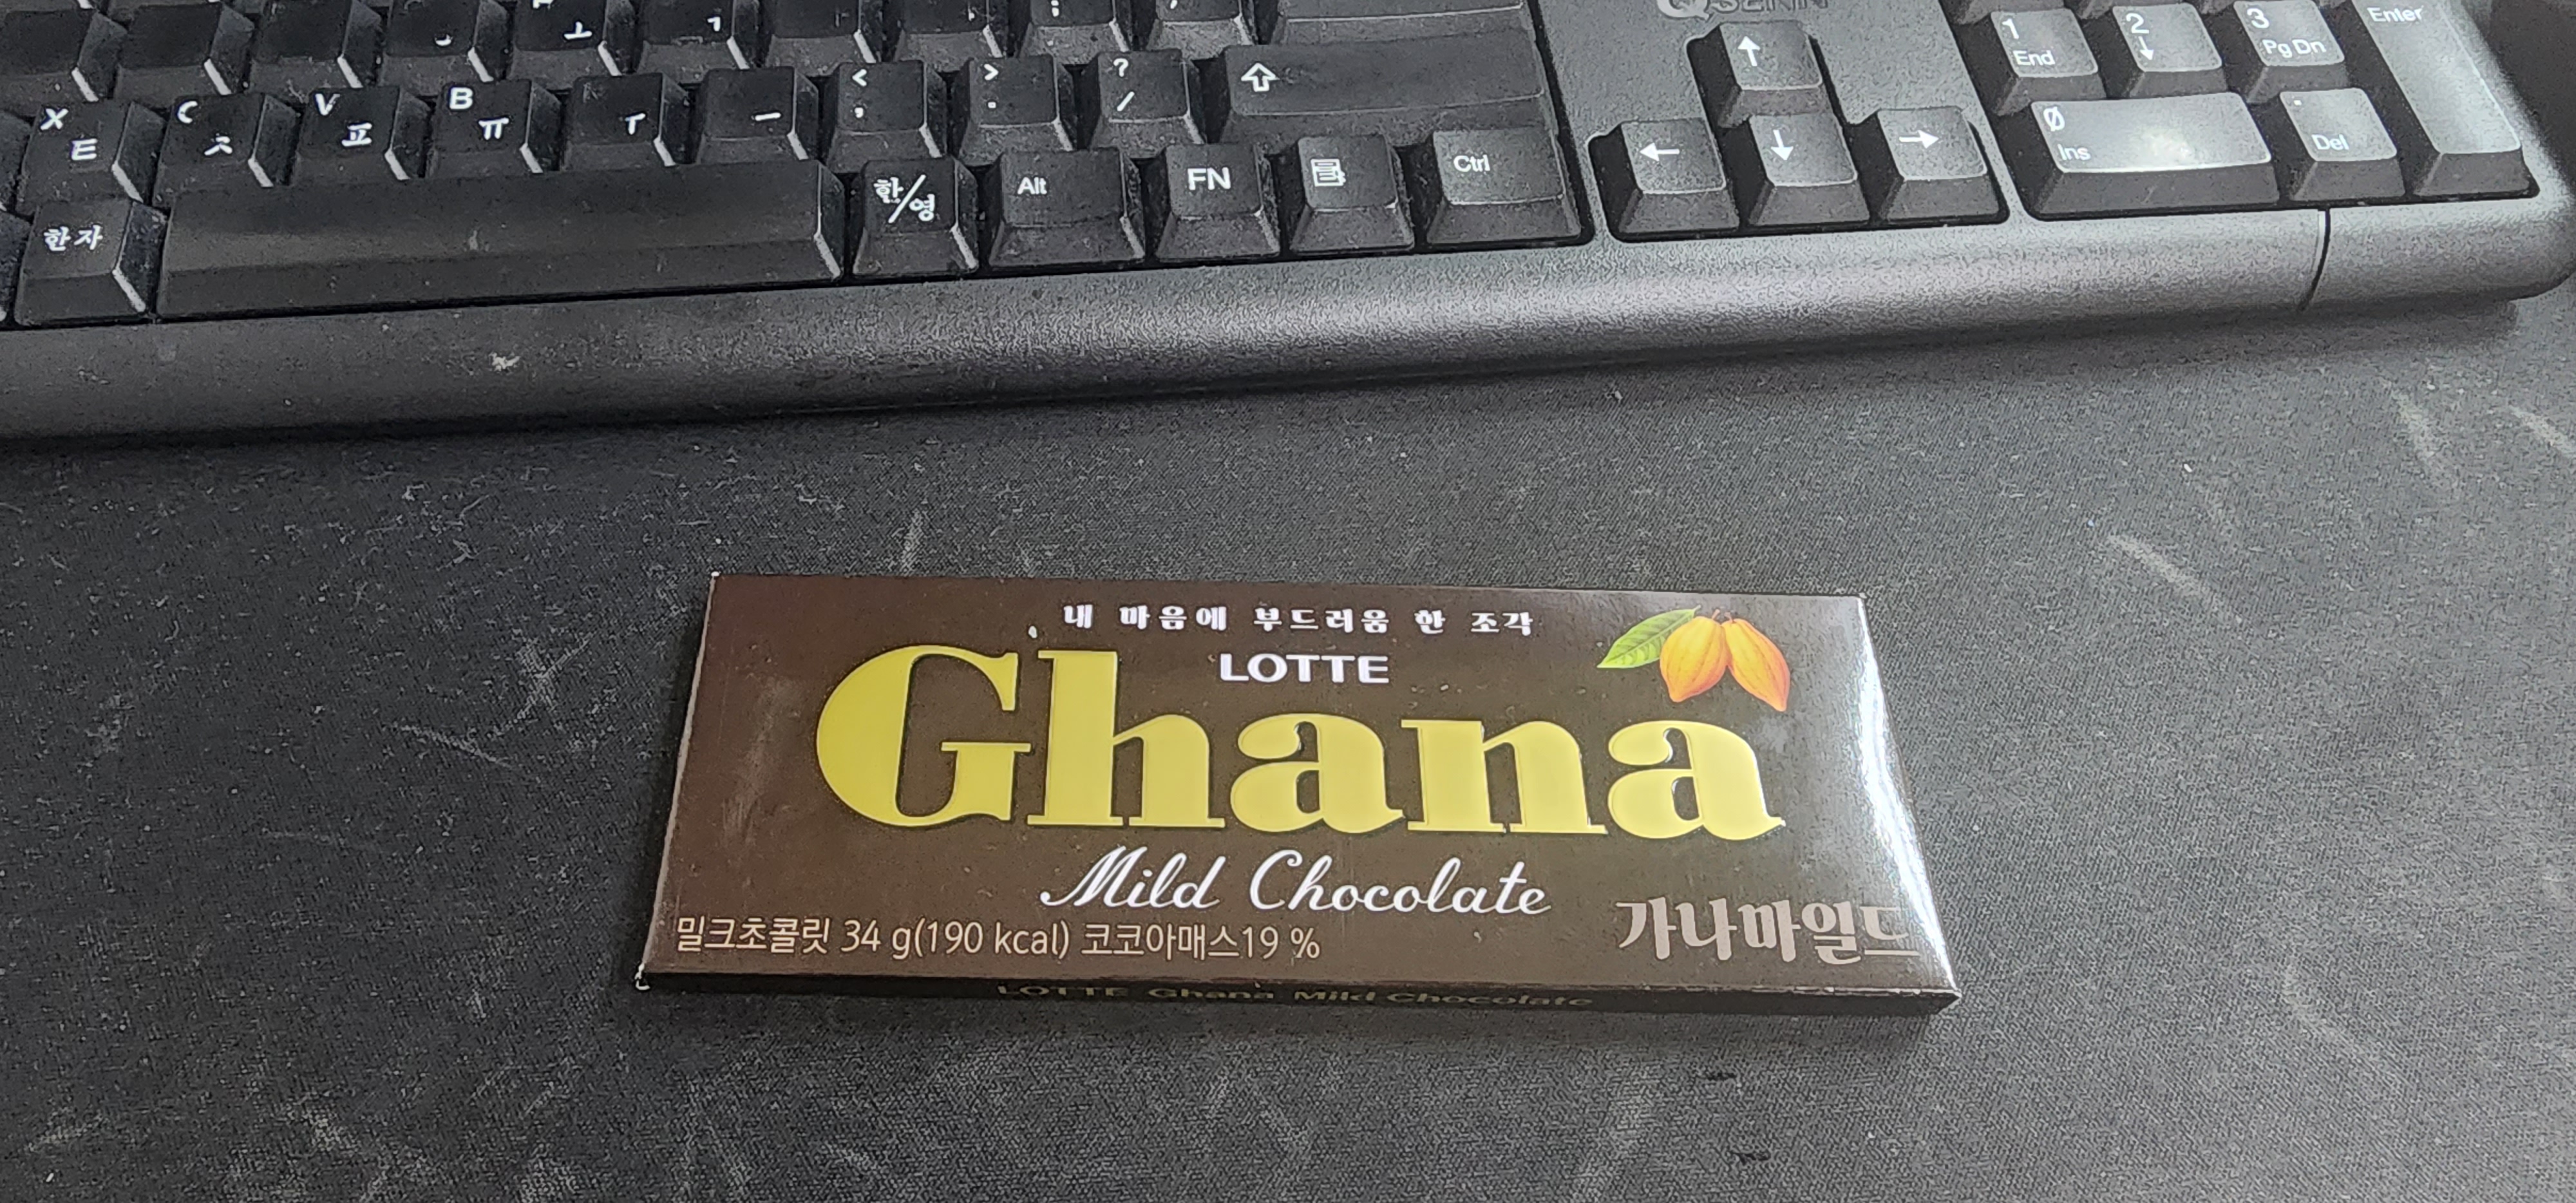 QSENN
1 End 2 3 Pg Dn Enter
ㅗ ㅓ
X ㅌ C ㅊ V ㅍ B ㅠ ㅜ ㅡ < , > . ? /
0 Ins . Del
한자 한/영 Alt FN Ctrl
내 마음에 부드러움 한 조각
LOTTE
Ghana
Mild Chocolate
가나마일드
밀크초콜릿 34 g(190 kcal) 코코아매스19 %
LOTTE Ghana Mild Chocolate